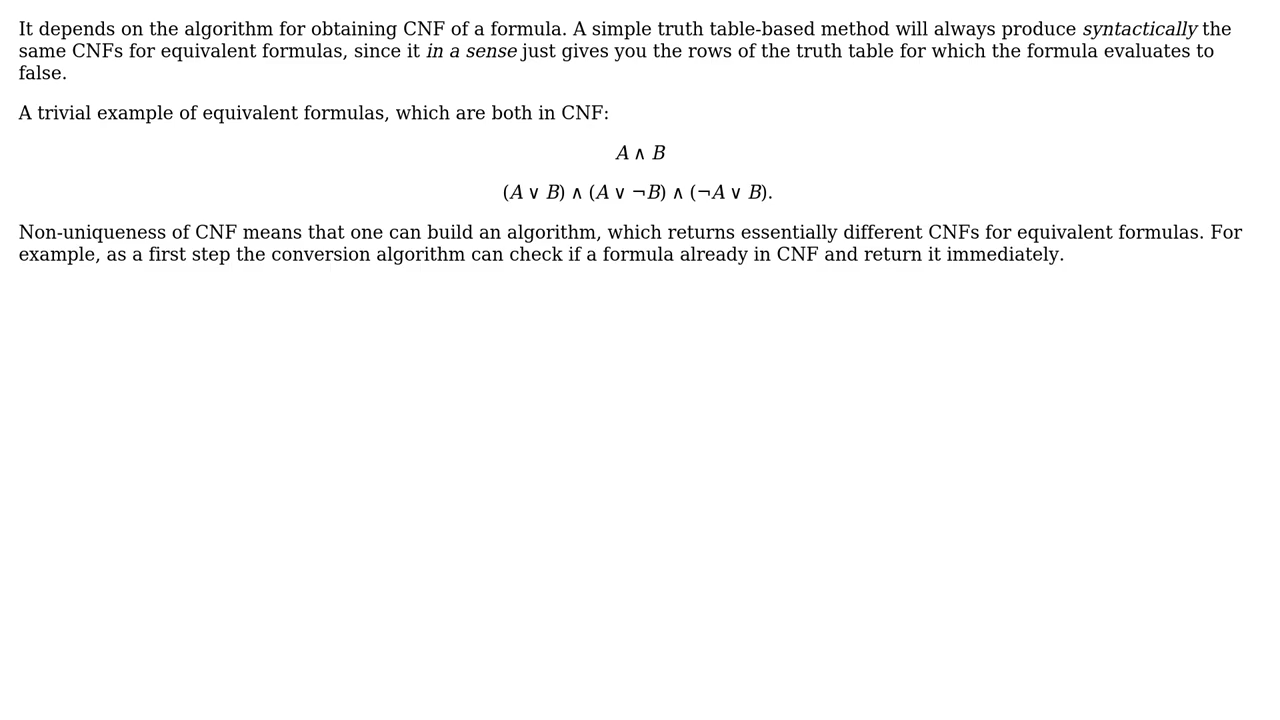 It depends on the algorithm for obtaining CNF of a formula. A simple truth table-based method will always produce syntactically the
same CNFs for equivalent formulas, since it in a sense just gives you the rows of the truth table for which the formula evaluates to
false.
A trivial example of equivalent formulas, which are both in CNF:
A ∧ B
(A ∨ B) ∧ (A ∨ ¬B) ∧ (¬A ∨ B).
Non-uniqueness of CNF means that one can build an algorithm, which returns essentially different CNFs for equivalent formulas. For
example, as a first step the conversion algorithm can check if a formula already in CNF and return it immediately.